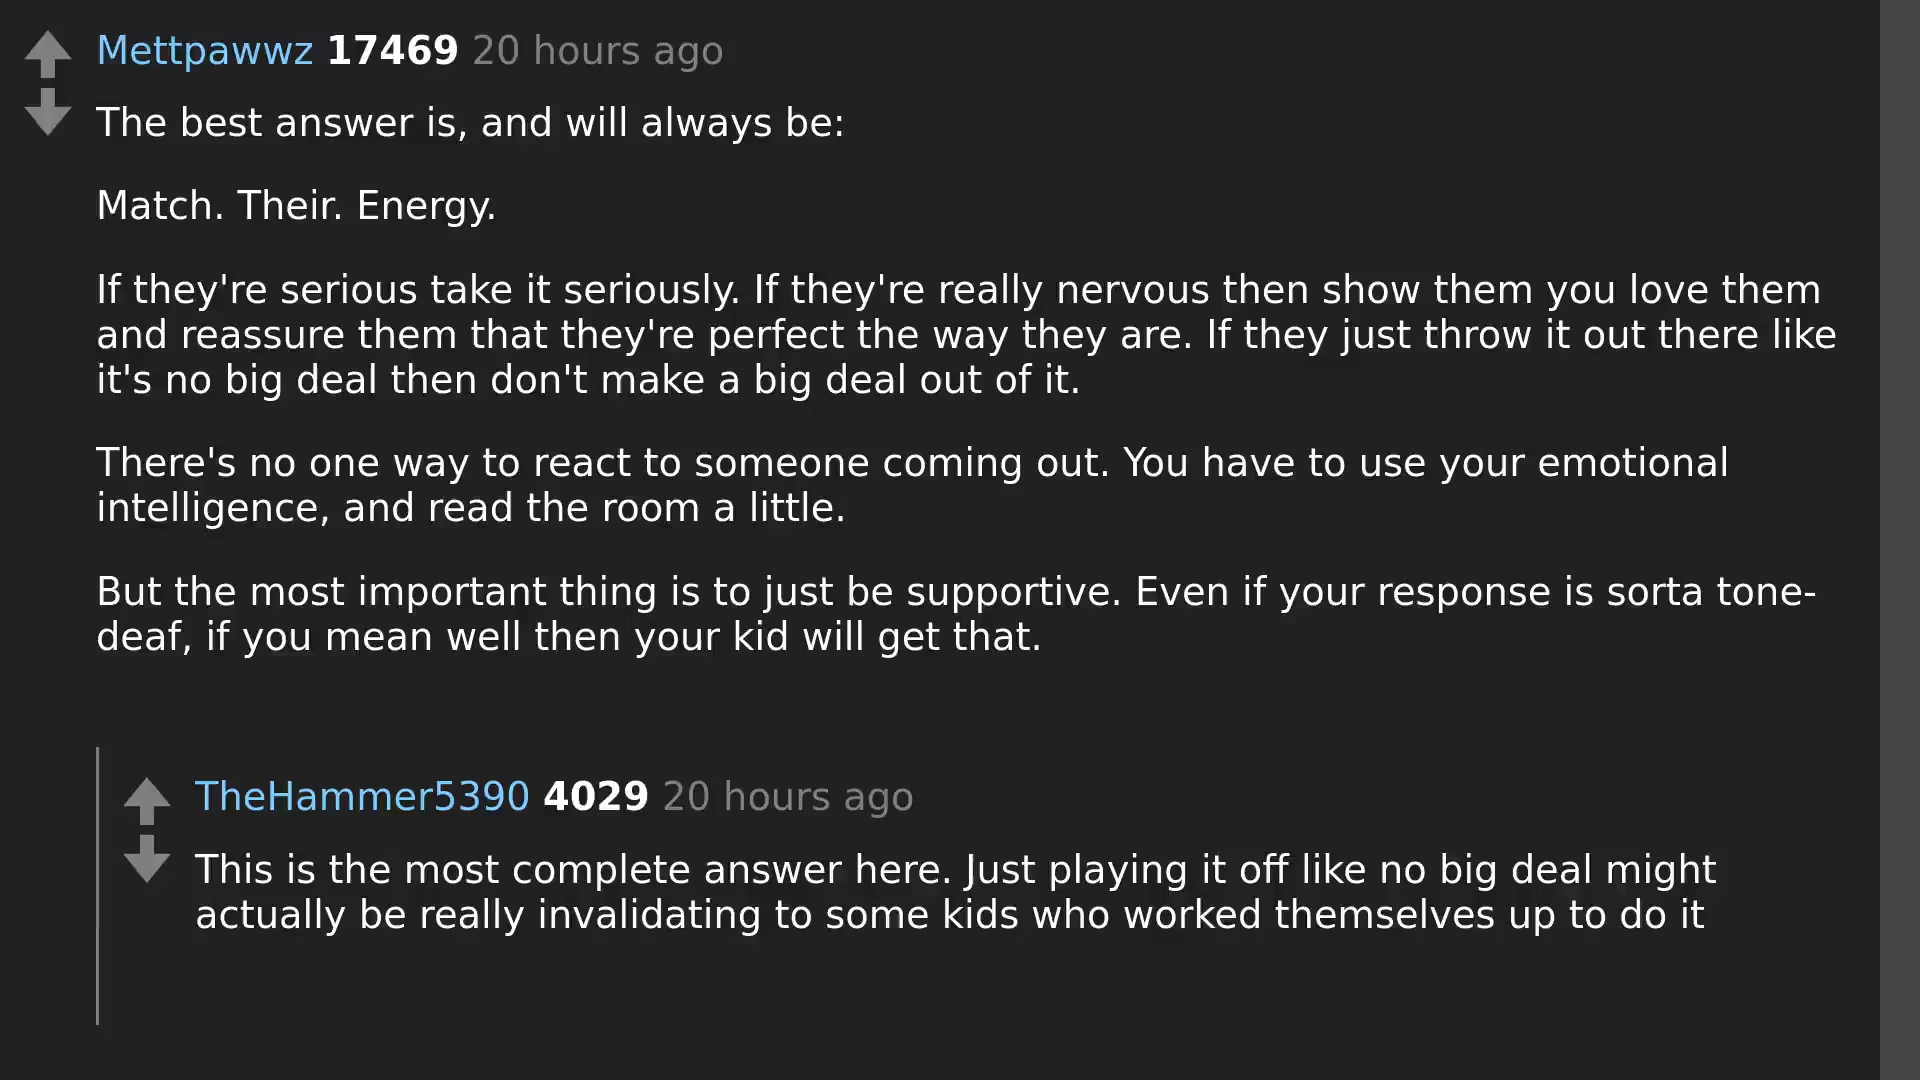 Mettpawwz 17469 20 hours ago
The best answer is, and will always be:
Match. Their. Energy.
If they're serious take it seriously. If they're really nervous then show them you love them
and reassure them that they're perfect the way they are. If they just throw it out there like
it's no big deal then don't make a big deal out of it.
There's no one way to react to someone coming out. You have to use your emotional
intelligence, and read the room a little.
But the most important thing is to just be supportive. Even if your response is sorta tone-
deaf, if you mean well then your kid will get that.
TheHammer5390 4029 20 hours ago
This is the most complete answer here. Just playing it off like no big deal might
actually be really invalidating to some kids who worked themselves up to do it